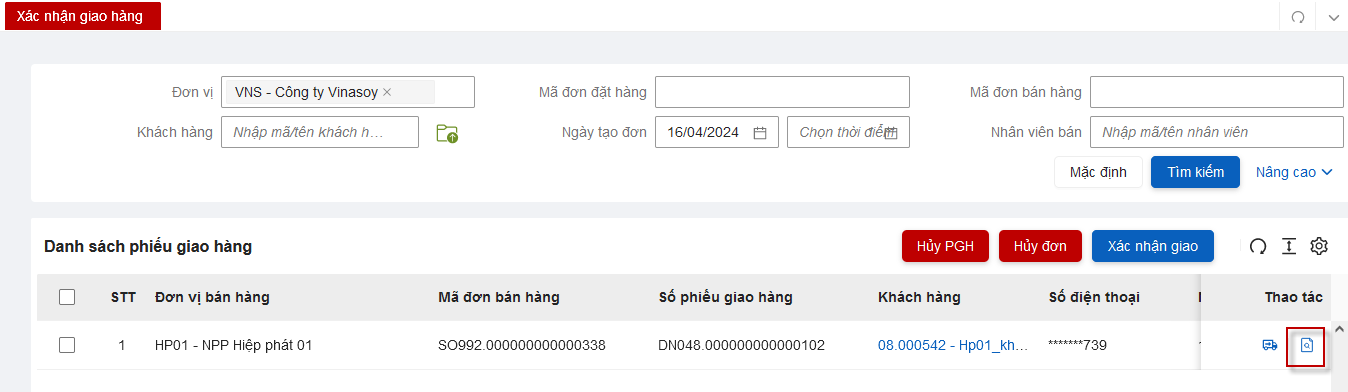 Xác nhận giao hàng
Đơn vị VNS - Công ty Vinasoy Mã đơn đặt hàng Mã đơn bán hàng
Khách hàng Nhập mã/tên khách h... Ngày tạo đơn 16/04/2024 Chọn thời điểm Nhân viên bán Nhập mã/tên nhân viên
Mặc định Tìm kiếm Nâng cao
Danh sách phiếu giao hàng Hủy PGH Hủy đơn Xác nhận giao
STT Đơn vị bán hàng Mã đơn bán hàng Số phiếu giao hàng Khách hàng Số điện thoại Thao tác
1 HP01 - NPP Hiệp phát 01 SO992.000000000000338 DN048.000000000000102 08.000542 - Hp01_kh... *******739